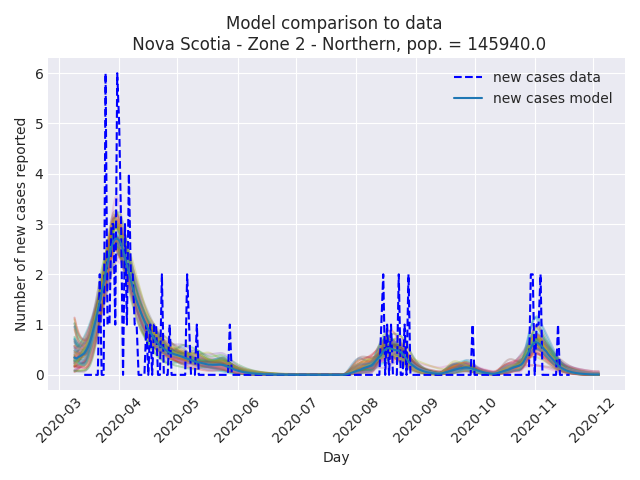 Model comparison to data
Nova Scotia - Zone 2 - Northern, pop. = 145940.0
new cases data
new cases model
Number of new cases reported
6
5
4
3
2
1
0
2020-03
2020-04
2020-05
2020-06
2020-07
2020-08
2020-09
2020-10
2020-11
2020-12
Day